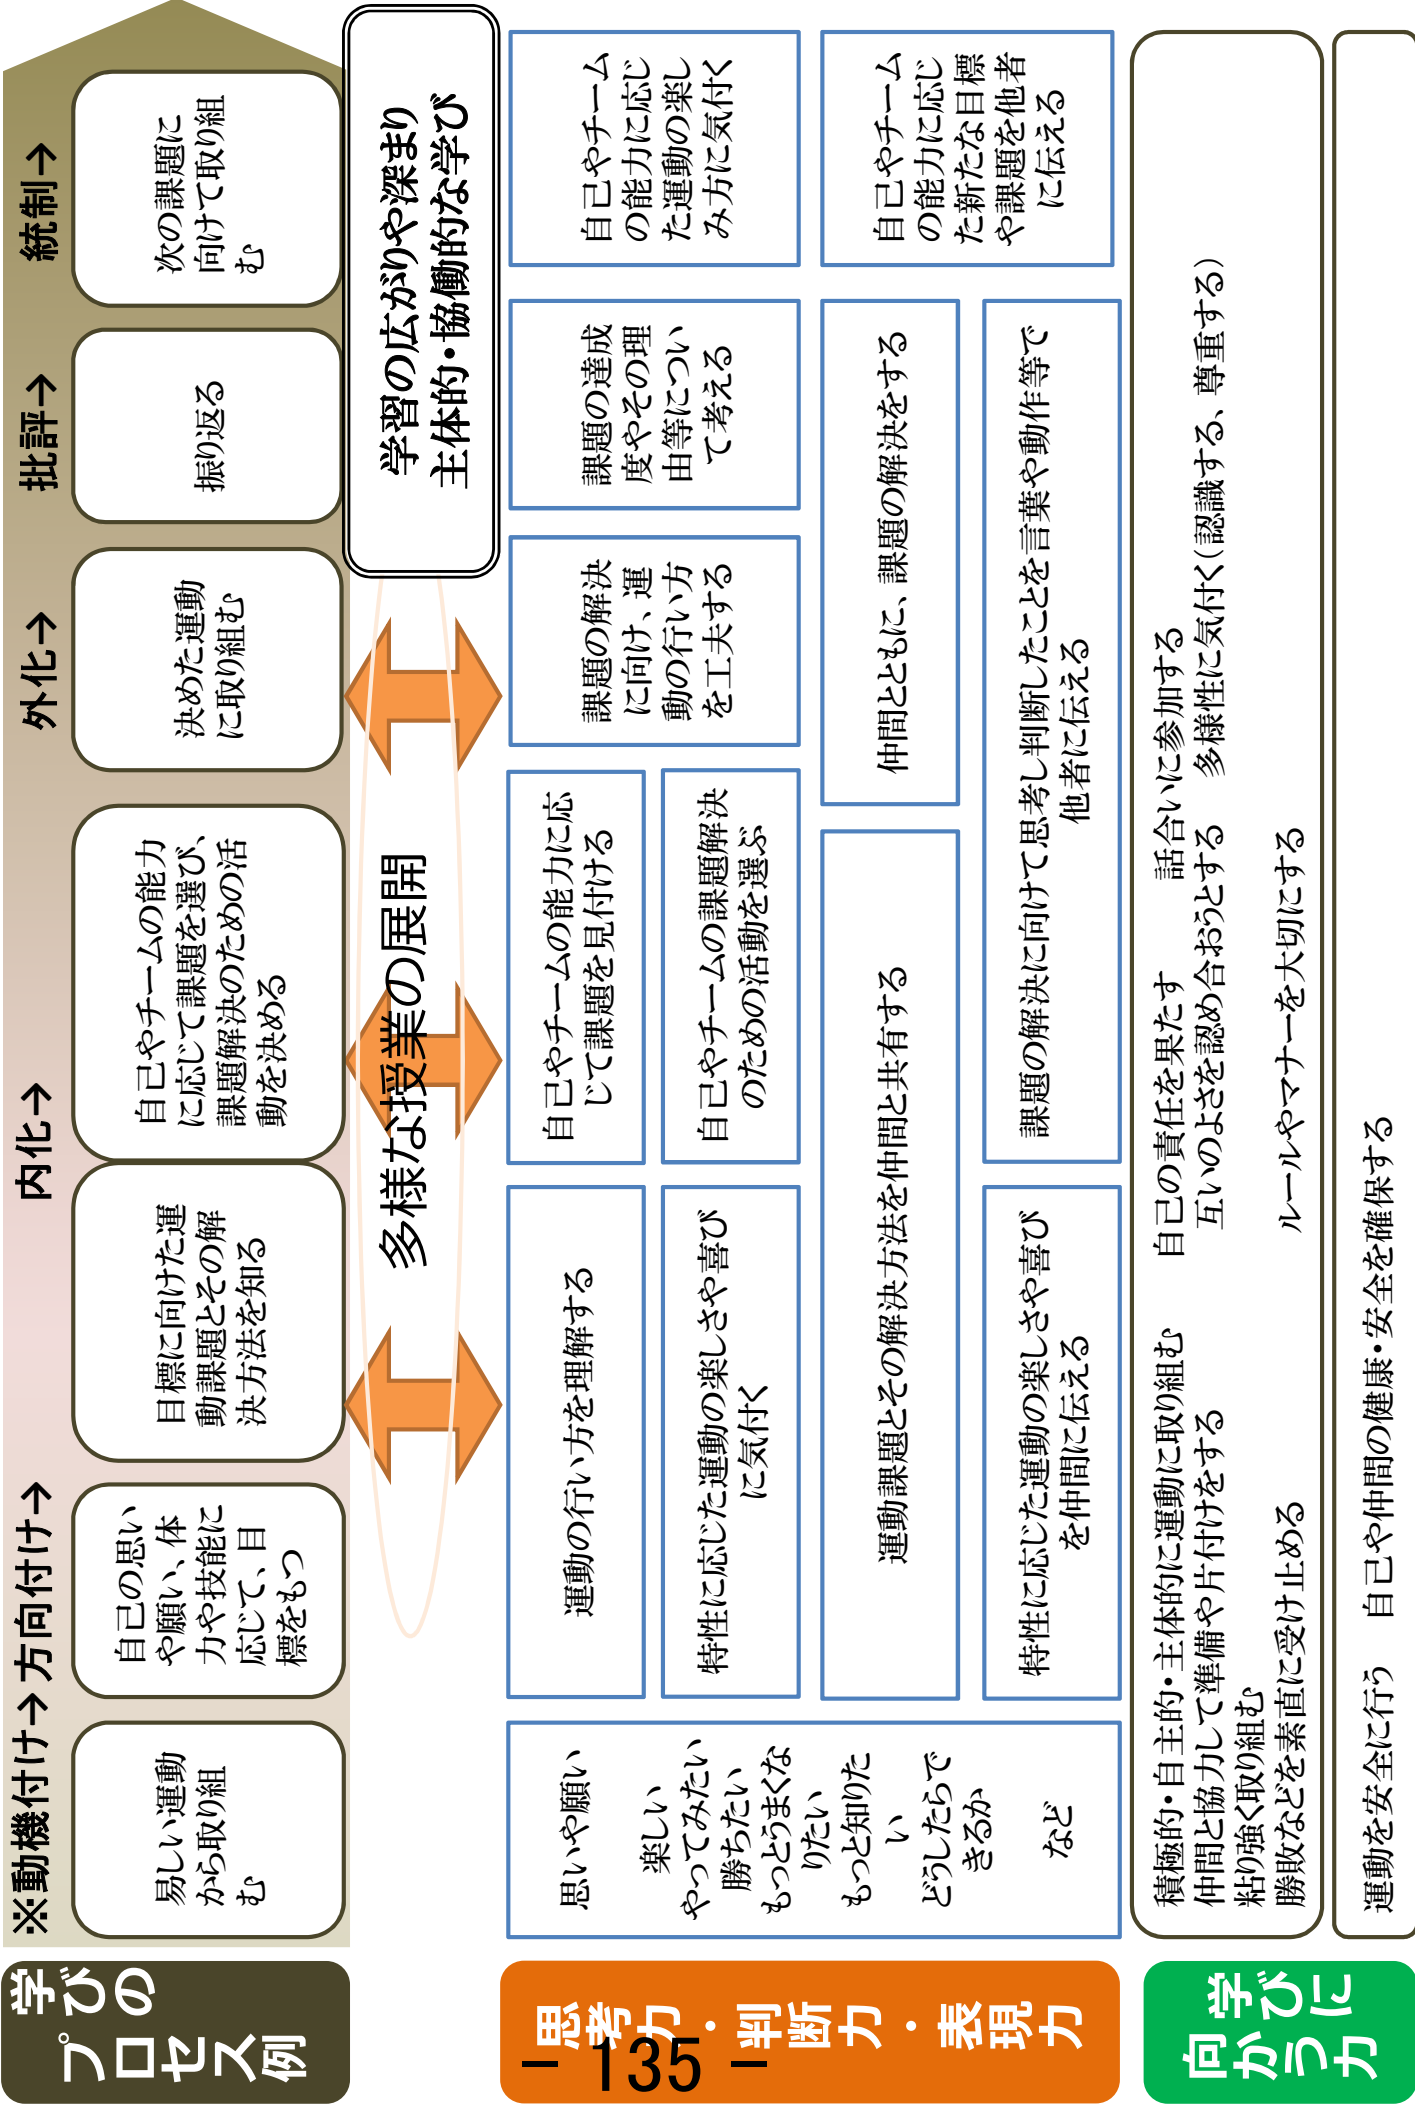 学びの
プロセス例
※動機付け→
方向付け→
内化→
外化→
批評→
統制→
易しい運動
から取り組
む
自己の思い
や願い、体
力や技能に
応じて、目
標をもつ
目標に向けた運
動課題とその解
決方法を知る
自己やチームの能力
に応じて課題を選び、
課題解決のための活
動を決める
決めた運動
に取り組む
振り返る
次の課題に
向けて取り組
む
多様な授業の展開
学習の広がりや深まり
主体的・協働的な学び
思考力・判断力・表現力
思いや願い
楽しい
やってみたい
勝ちたい
もっとうまくな
りたい
もっと知りた
い
どうしたらで
きるか
など
運動の行い方を理解する
特性に応じた運動の楽しさや喜び
に気付く
自己やチームの能力に応
じて課題を見付ける
自己やチームの課題解決
のための活動を選ぶ
課題の解決
に向け、運
動の行い方
を工夫する
課題の達成
度やその理
由等につい
て考える
自己やチーム
の能力に応じ
た運動の楽し
み方に気付く
運動課題とその解決方法を仲間と共有する
仲間とともに、課題の解決をする
自己やチーム
の能力に応じ
た新たな目標
や課題を他者
に伝える
特性に応じた運動の楽しさや喜び
を仲間に伝える
課題の解決に向けて思考し判断したことを言葉や動作等で
他者に伝える
学びに
向かう力
積極的・自主的・主体的に運動に取り組む 自己の責任を果たす 話合いに参加する
仲間と協力して準備や片付けをする 互いのよさを認め合おうとする 多様性に気付く(認識する、尊重する)
粘り強く取り組む
勝敗などを素直に受け止める ルールやマナーを大切にする
運動を安全に行う 自己や仲間の健康・安全を確保する
－ 135 －